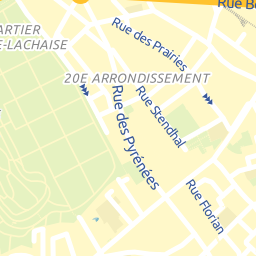 Rue B
ARTIER
E-LACHAISE
Rue des Prairies
20E ARRONDISSEMENT
Rue Stendhal
Rue des Pyrénées
Rue Florian